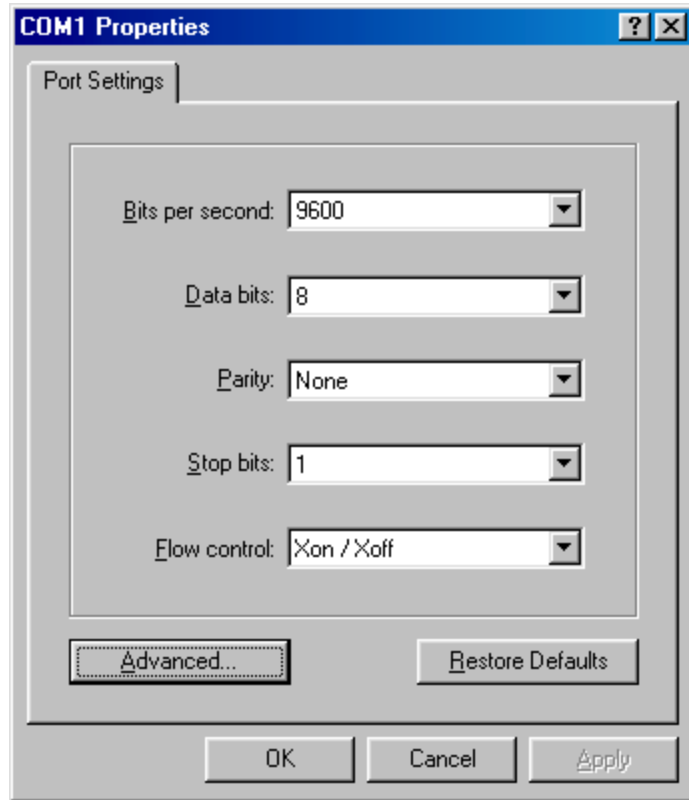 COM1 Properties
Port Settings
Bits per second: 9600
Data bits: 8
Parity: None
Stop bits: 1
Flow control: Xon / Xoff
Advanced... Restore Defaults
OK Cancel Apply